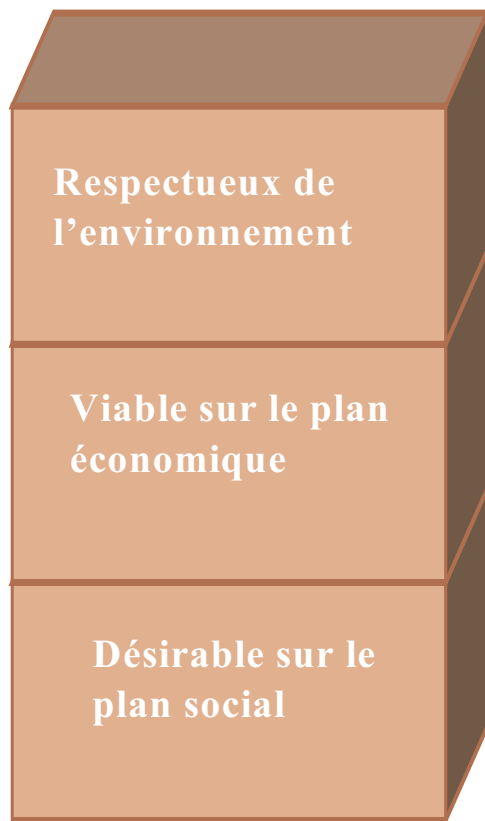 Respectueux de
l’environnement
Viable sur le plan
économique
Désirable sur le
plan social